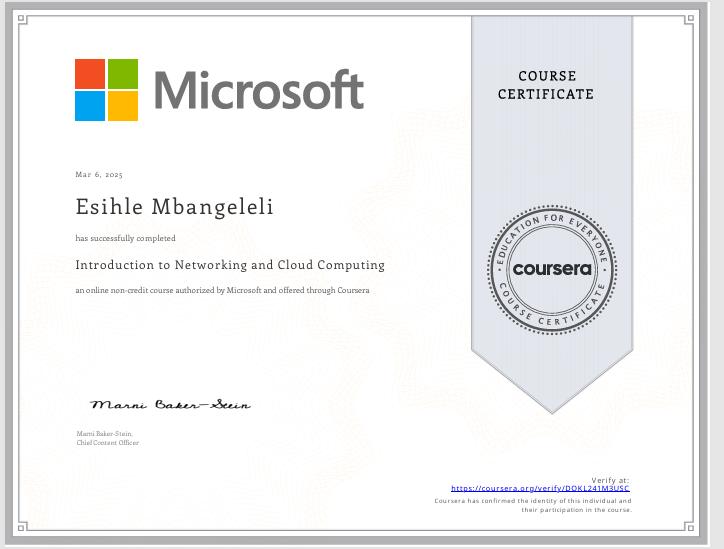 Microsoft
COURSE
CERTIFICATE
Mar 6, 2025
Esihle Mbangeleli
has successfully completed
Introduction to Networking and Cloud Computing
an online non-credit course authorized by Microsoft and offered through Coursera
EDUCATION FOR EVERYONE
coursera
COURSE CERTIFICATE
Marni Baker-Stein
Marni Baker-Stein,
Chief Content Officer
Verify at:
https://coursera.org/verify/DOKL241M3USC
Coursera has confirmed the identity of this individual and
their participation in the course.